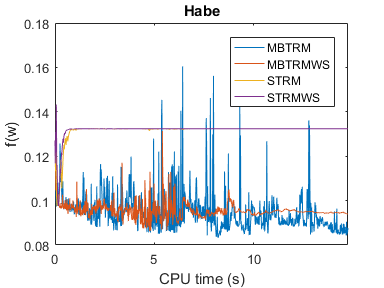 Habe
0.18
0.16
0.14
0.12
0.1
0.08
f(w)
MBTRM
MBTRMWS
STRM
STRMWS
0
5
10
CPU time (s)